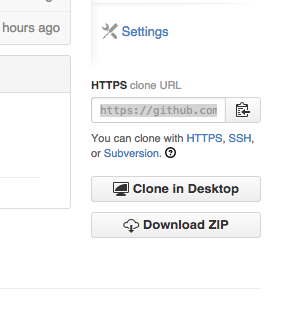 hours ago
Settings
HTTPS clone URL
https://github.com
You can clone with HTTPS, SSH,
or Subversion.
Clone in Desktop
Download ZIP